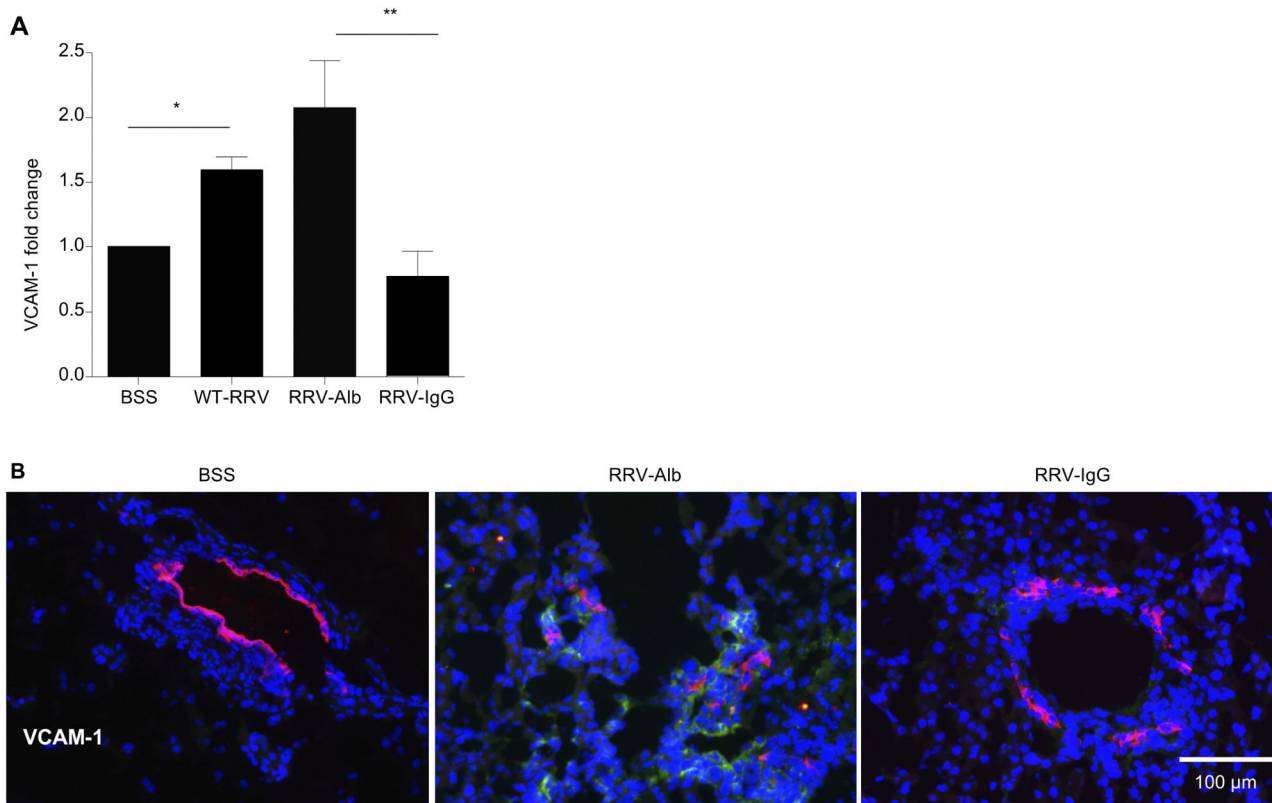 A
**
*
2.5
2.0
1.5
1.0
0.5
0.0
VCAM-1 fold change
BSS WT-RRV RRV-Alb RRV-IgG
B
BSS RRV-Alb RRV-IgG
VCAM-1
100 µm